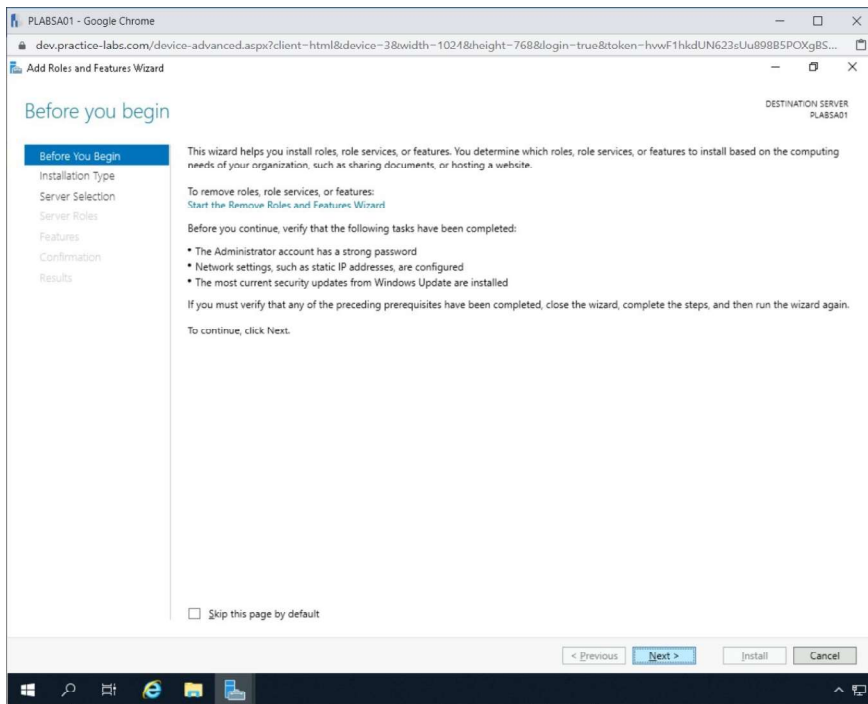 PLABSA01 - Google Chrome
dev.practice-labs.com/device-advanced.aspx?client=html&device=3&width=1024&height=768&login=true&token=hvwF1hkdUN623sUu898B5POXgBS...
Add Roles and Features Wizard
Before you begin
DESTINATION SERVER
PLABSA01
Before You Begin
Installation Type
Server Selection
Server Roles
Features
Confirmation
Results
This wizard helps you install roles, role services, or features. You determine which roles, role services, or features to install based on the computing
needs of your organization, such as sharing documents, or hosting a website.
To remove roles, role services, or features:
Start the Remove Roles and Features Wizard
Before you continue, verify that the following tasks have been completed:
• The Administrator account has a strong password
• Network settings, such as static IP addresses, are configured
• The most current security updates from Windows Update are installed
If you must verify that any of the preceding prerequisites have been completed, close the wizard, complete the steps, and then run the wizard again.
To continue, click Next.
Skip this page by default
< Previous
Next >
Install
Cancel